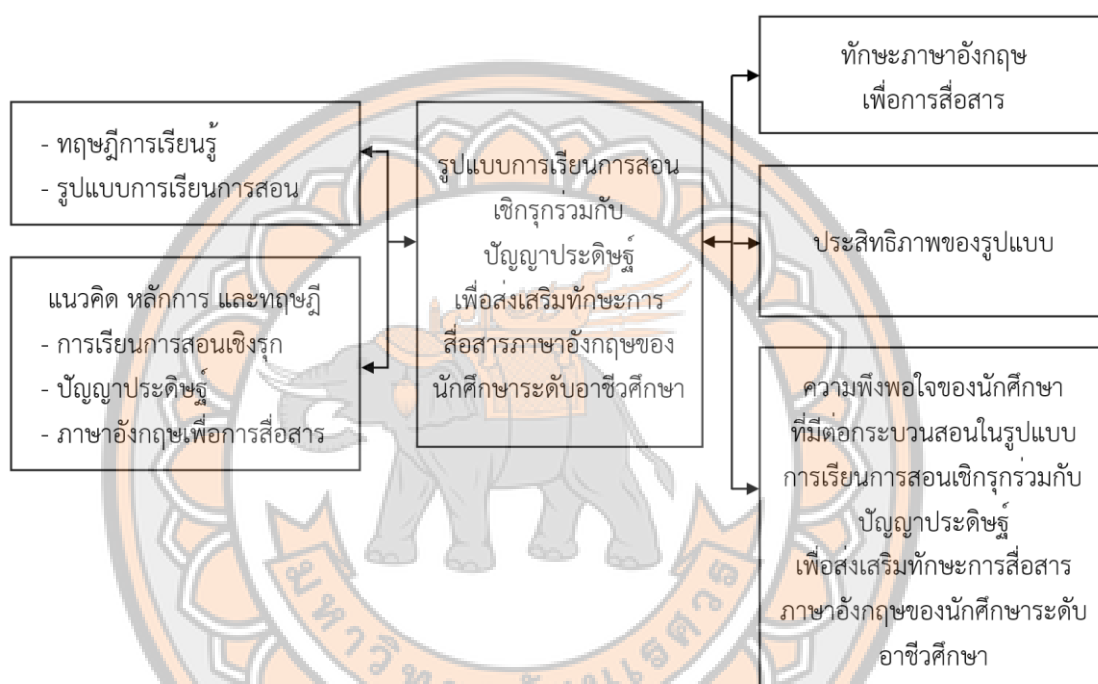 - ทฤษฎีการเรียนรู้
- รูปแบบการเรียนการสอน
แนวคิด หลักการ และทฤษฎี
- การเรียนการสอนเชิงรุก
- ปัญญาประดิษฐ์
- ภาษาอังกฤษเพื่อการสื่อสาร
รูปแบบการเรียนการสอน
เชิกรุกร่วมกับ
ปัญญาประดิษฐ์
เพื่อส่งเสริมทักษะการ
สื่อสารภาษาอังกฤษของ
นักศึกษาระดับอาชีวศึกษา
ทักษะภาษาอังกฤษ
เพื่อการสื่อสาร
ประสิทธิภาพของรูปแบบ
ความพึงพอใจของนักศึกษา
ที่มีต่อกระบวนสอนในรูปแบบ
การเรียนการสอนเชิกรุกร่วมกับ
ปัญญาประดิษฐ์
เพื่อส่งเสริมทักษะการสื่อสาร
ภาษาอังกฤษของนักศึกษาระดับ
อาชีวศึกษา